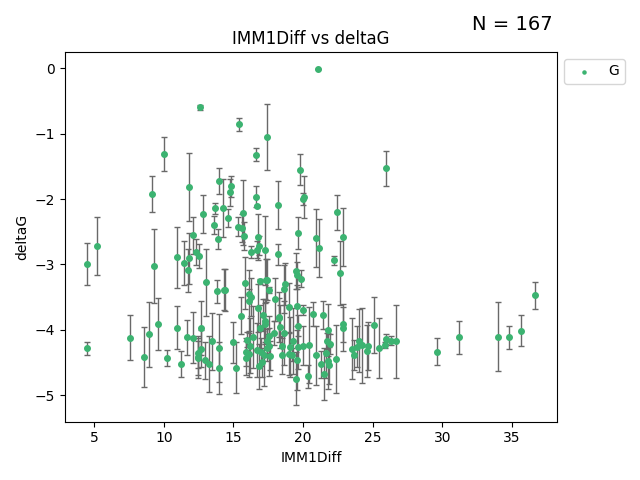 N = 167
IMM1Diff vs deltaG
G
deltaG
0
−1
−2
−3
−4
−5
5 10 15 20 25 30 35
IMM1Diff